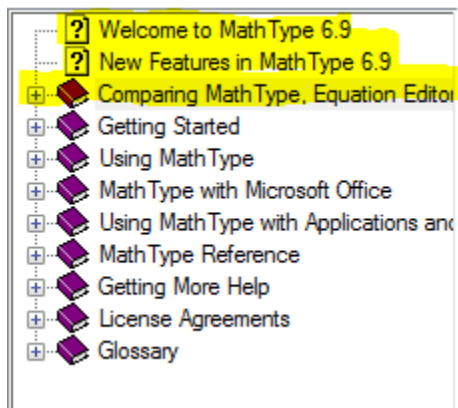 Welcome to MathType 6.9
New Features in MathType 6.9
Comparing MathType, Equation Editor
Getting Started
Using MathType
MathType with Microsoft Office
Using MathType with Applications and
MathType Reference
Getting More Help
License Agreements
Glossary